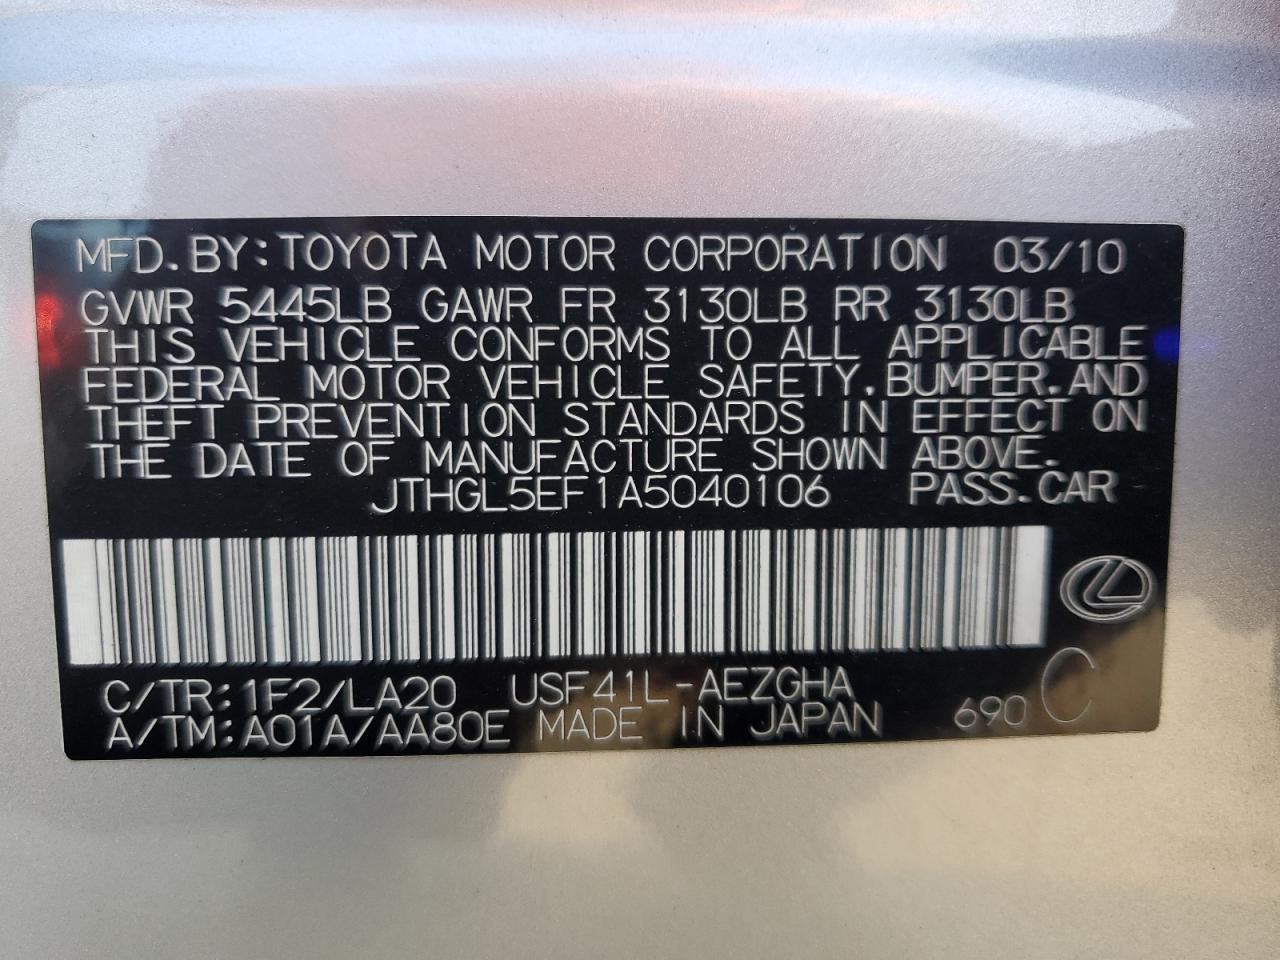 MFD.BY:TOYOTA MOTOR CORPORATION 03/10
GVWR 5445LB GAWR FR 3130LB RR 3130LB
THIS VEHICLE CONFORMS TO ALL APPLICABLE
FEDERAL MOTOR VEHICLE SAFETY.BUMPER.AND
THEFT PREVENTION STANDARDS IN EFFECT ON
THE DATE OF MANUFACTURE SHOWN ABOVE.
JTHGL5EF1A5040106 PASS.CAR
C/TR:1F2/LA20 USF41L-AEZGHA
A/TM:A01A/AA80E MADE IN JAPAN 690 C